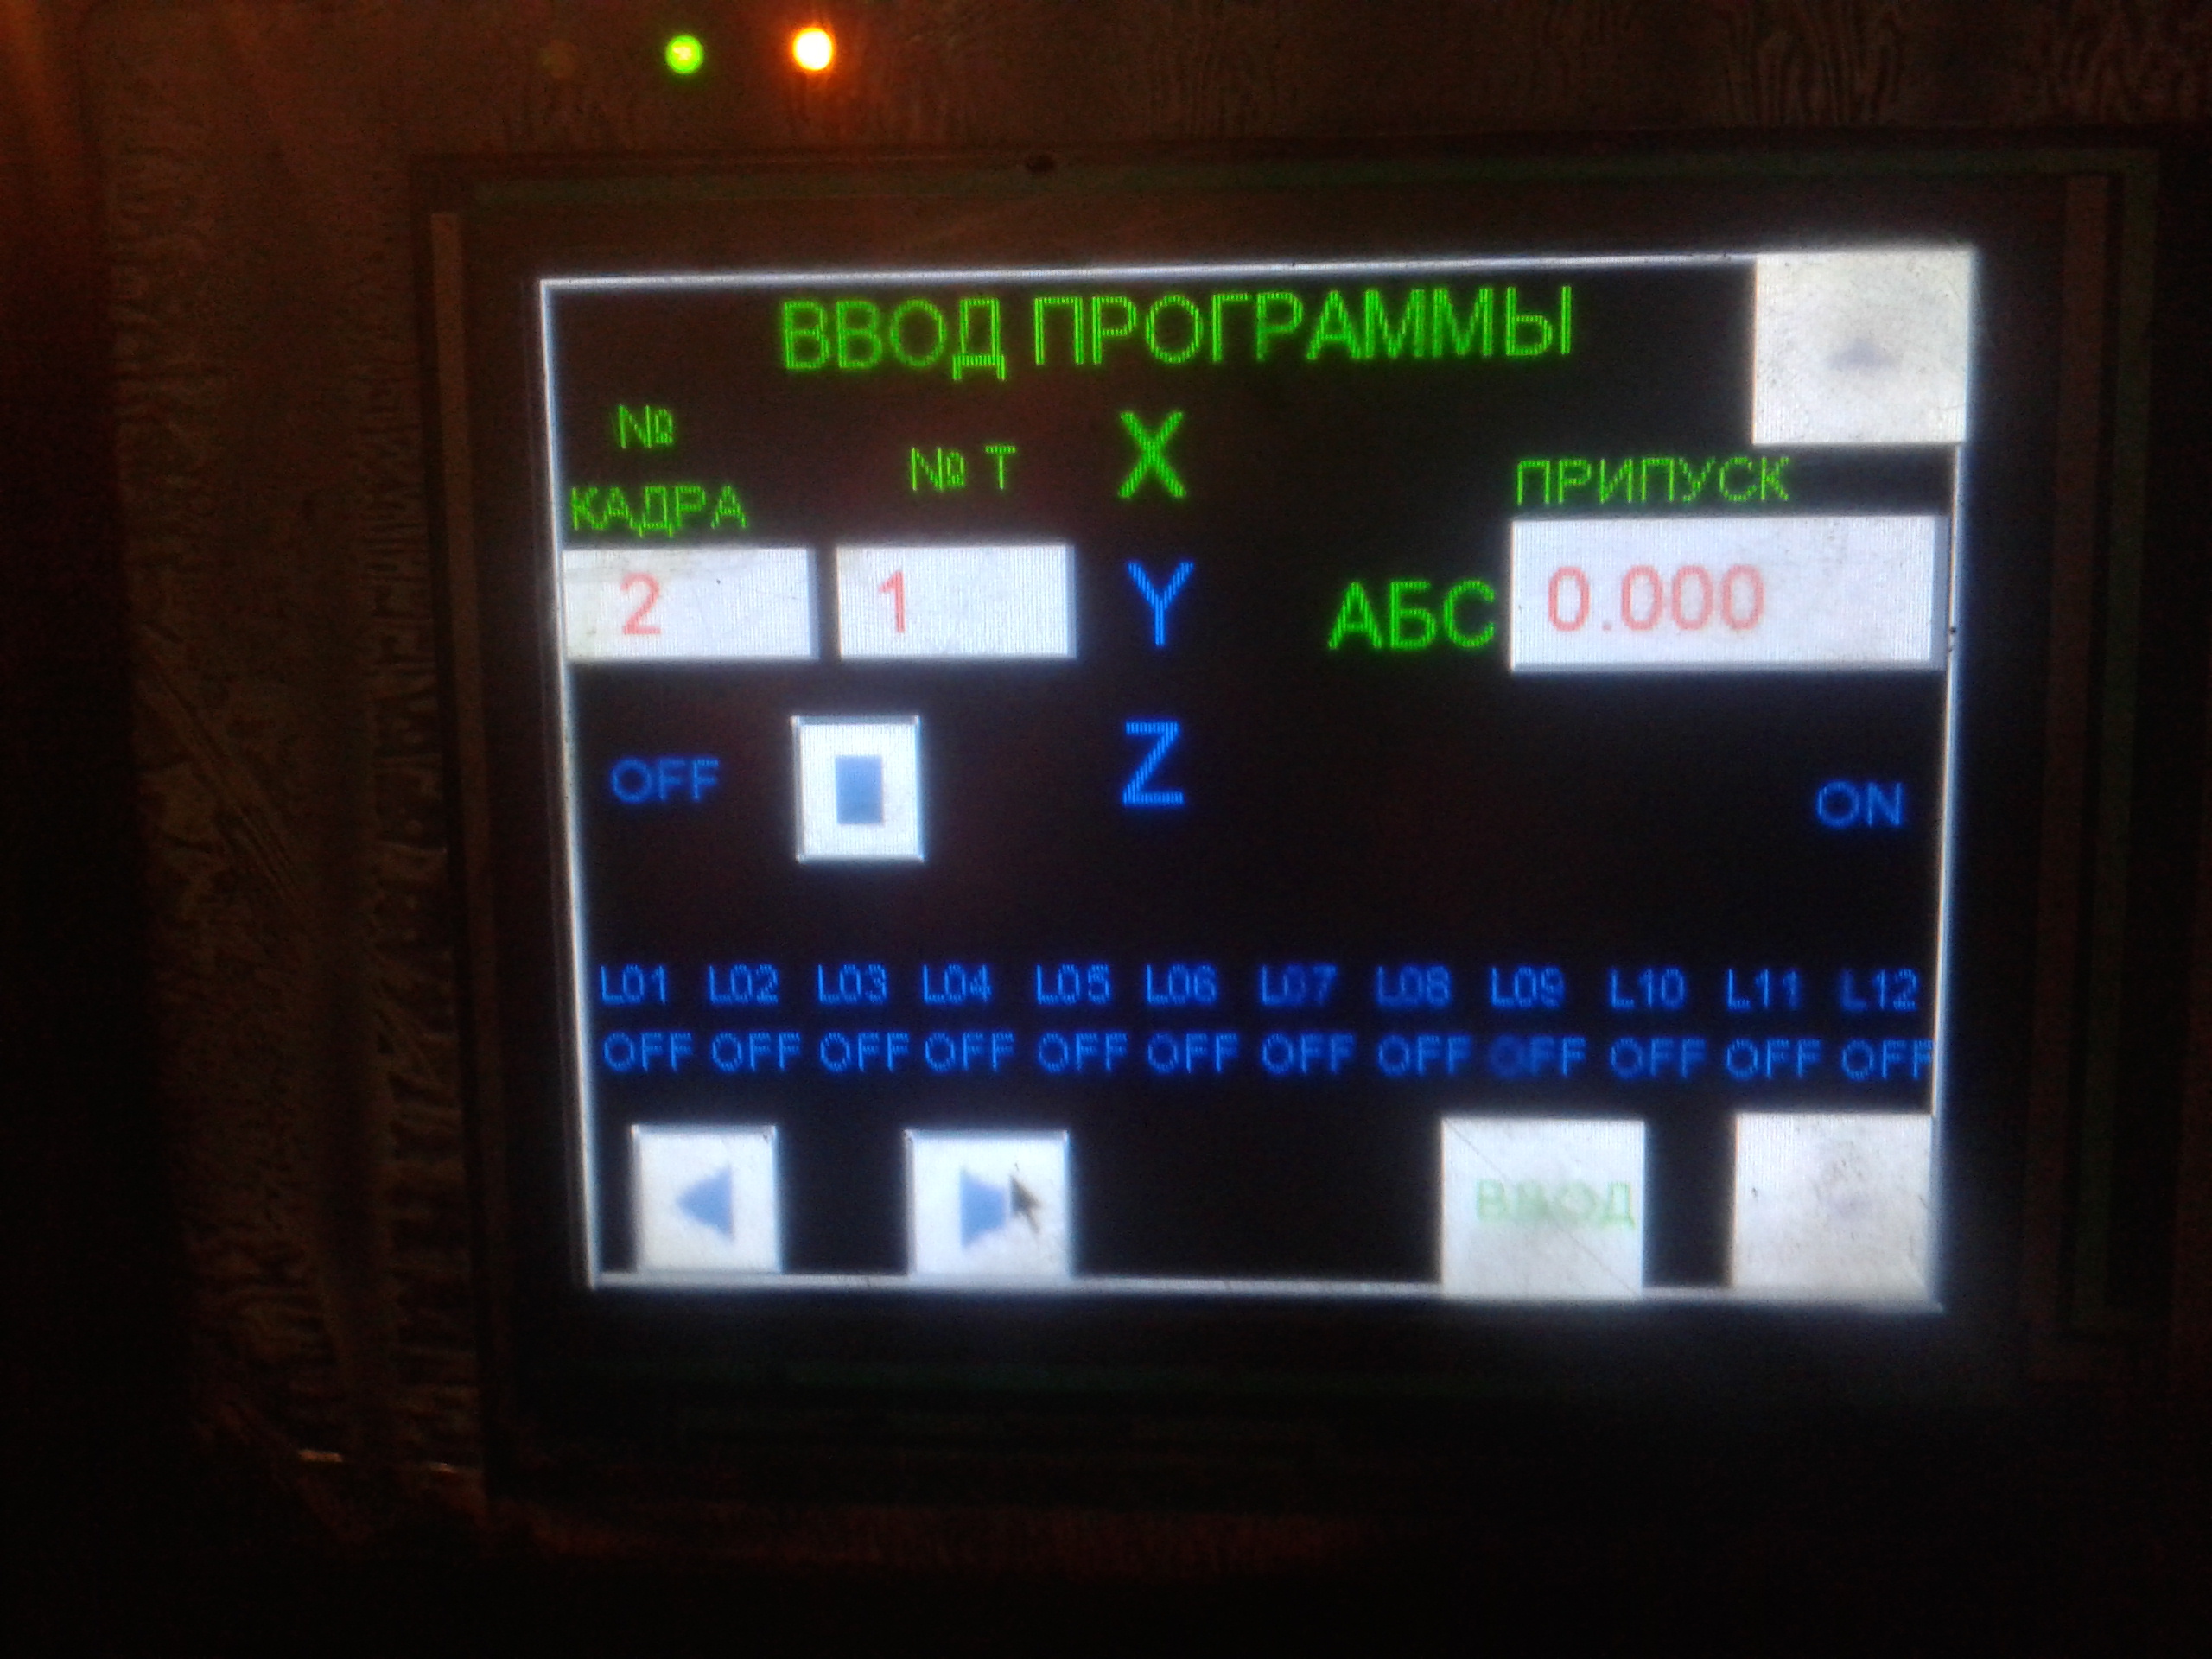 ВВОД ПРОГРАММЫ
№
КАДРА
№ Т
X
ПРИПУСК
2
1
Y
АБС
0.000
OFF
Z
ON
L01 L02 L03 L04 L05 L06 L07 L08 L09 L10 L11 L12
OFF OFF OFF OFF OFF OFF OFF OFF OFF OFF OFF OFF
ВВОД